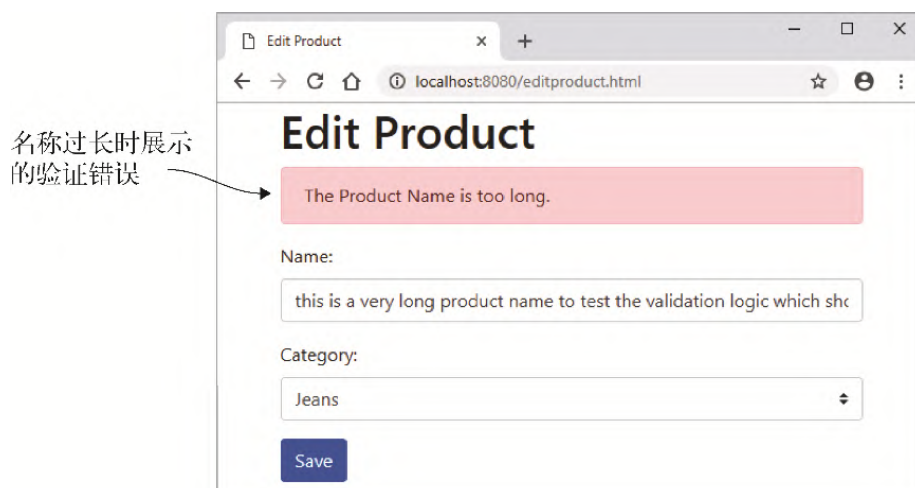 Edit Product
localhost:8080/editproduct.html
名称过长时展示
的验证错误
Edit Product
The Product Name is too long.
Name:
this is a very long product name to test the validation logic which sho
Category:
Jeans
Save